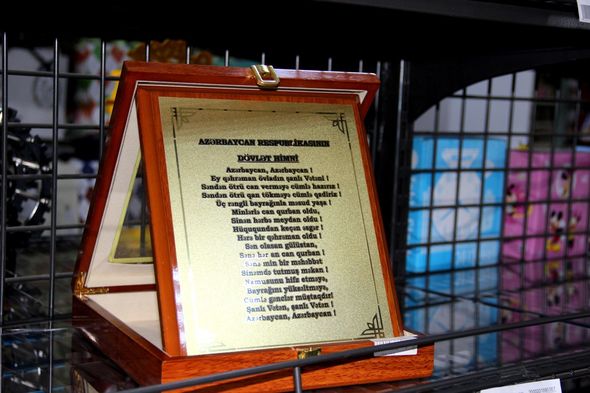 AZƏRBAYCAN RESPUBLİKASININ
DÖVLƏT HİMNİ
Azərbaycan, Azərbaycan !
Ey qəhrəman övladın şanlı Vətəni !
Səndən ötrü can verməyə cümlə hazırız !
Səndən ötrü qan tökməyə cümlə qadiriz !
Üç rəngli bayrağınla məsud yaşa !
Minlərlə can qurban oldu,
Sinən hərbə meydan oldu !
Hüququndan keçən əsgər !
Hərə bir qəhrəman oldu !
Sən olasan gülüstan,
Sənə hər an can qurban !
Sənə min bir məhəbbət
Sinəmdə tutmuş məkan !
Namusunu hifz etməyə,
Bayrağını yüksəltməyə,
Cümlə gənclər müştaqdır!
Şanlı Vətən, Şanlı Vətən !
Azərbaycan, Azərbaycan !